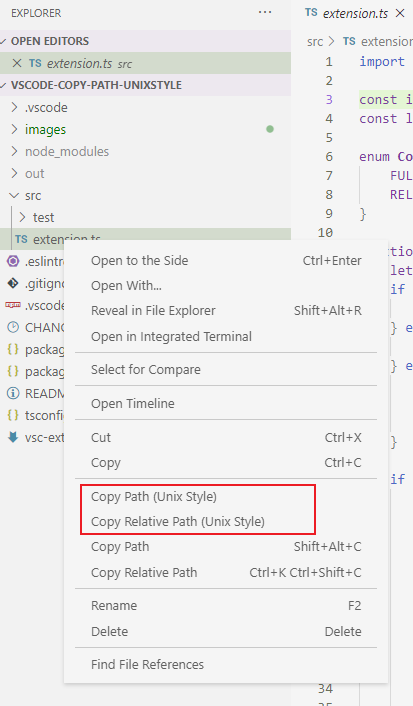 EXPLORER
OPEN EDITORS
× TS extension.ts src
VSCODE-COPY-PATH-UNIXSTYLE
.vscode
images
node_modules
out
src
test
TS extension.ts
.eslintr
.gitign
.vscod
CHAN
packag
packag
READM
tsconfi
vsc-ext
Open to the Side Ctrl+Enter
Open With...
Reveal in File Explorer Shift+Alt+R
Open in Integrated Terminal
Select for Compare
Open Timeline
Cut Ctrl+X
Copy Ctrl+C
Copy Path (Unix Style)
Copy Relative Path (Unix Style)
Copy Path Shift+Alt+C
Copy Relative Path Ctrl+K Ctrl+Shift+C
Rename F2
Delete Delete
Find File References
TS extension.ts ×
src > TS extension
1 import
2
3 const i
4 const l
5
6 enum Co
7 FUL
8 REL
9 }
10
ction
let
if
} e
} e
}
if
34
35